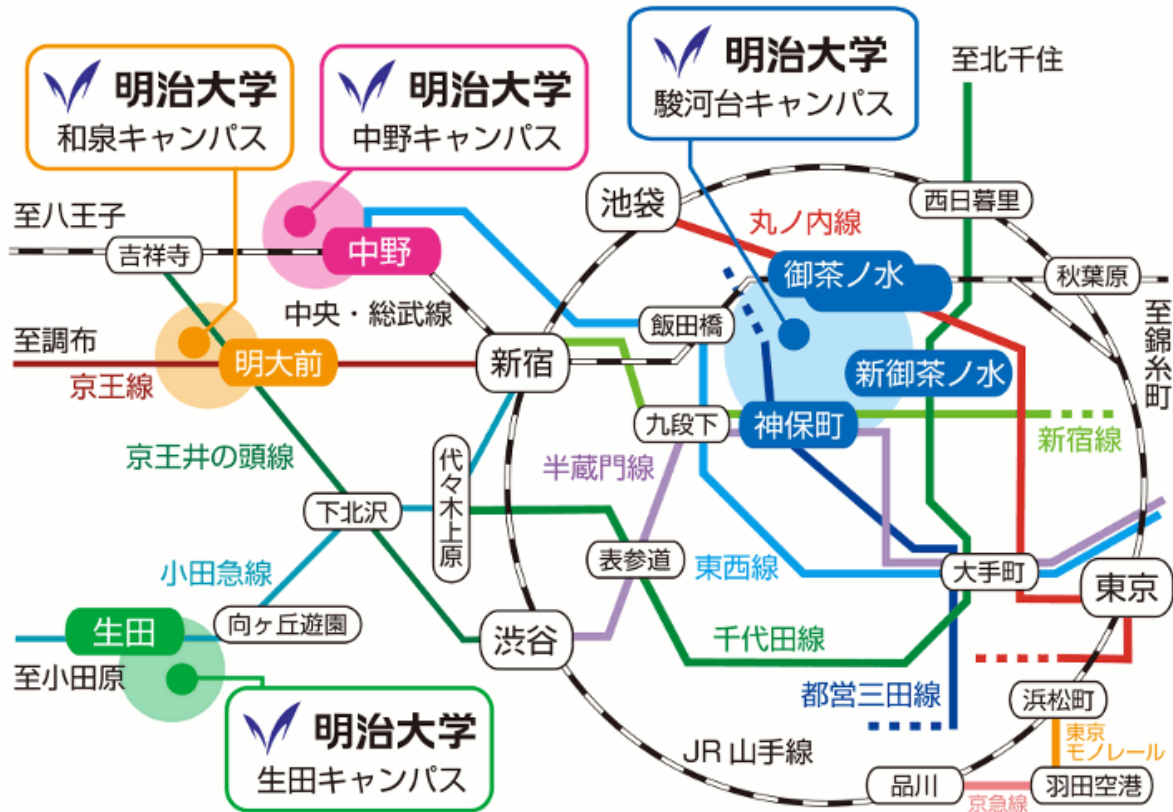 明治大学
和泉キャンパス
明治大学
中野キャンパス
明治大学
駿河台キャンパス
至北千住
池袋
西日暮里
丸ノ内線
至八王子
吉祥寺
中野
御茶ノ水
秋葉原
中央・総武線
飯田橋
至錦糸町
至調布
明大前
新宿
新御茶ノ水
京王線
九段下
神保町
新宿線
京王井の頭線
代々木上原
半蔵門線
下北沢
表参道
東西線
大手町
東京
小田急線
生田
向ヶ丘遊園
渋谷
千代田線
至小田原
都営三田線
浜松町
明治大学
生田キャンパス
JR山手線
東京
モノレール
品川
京急線
羽田空港